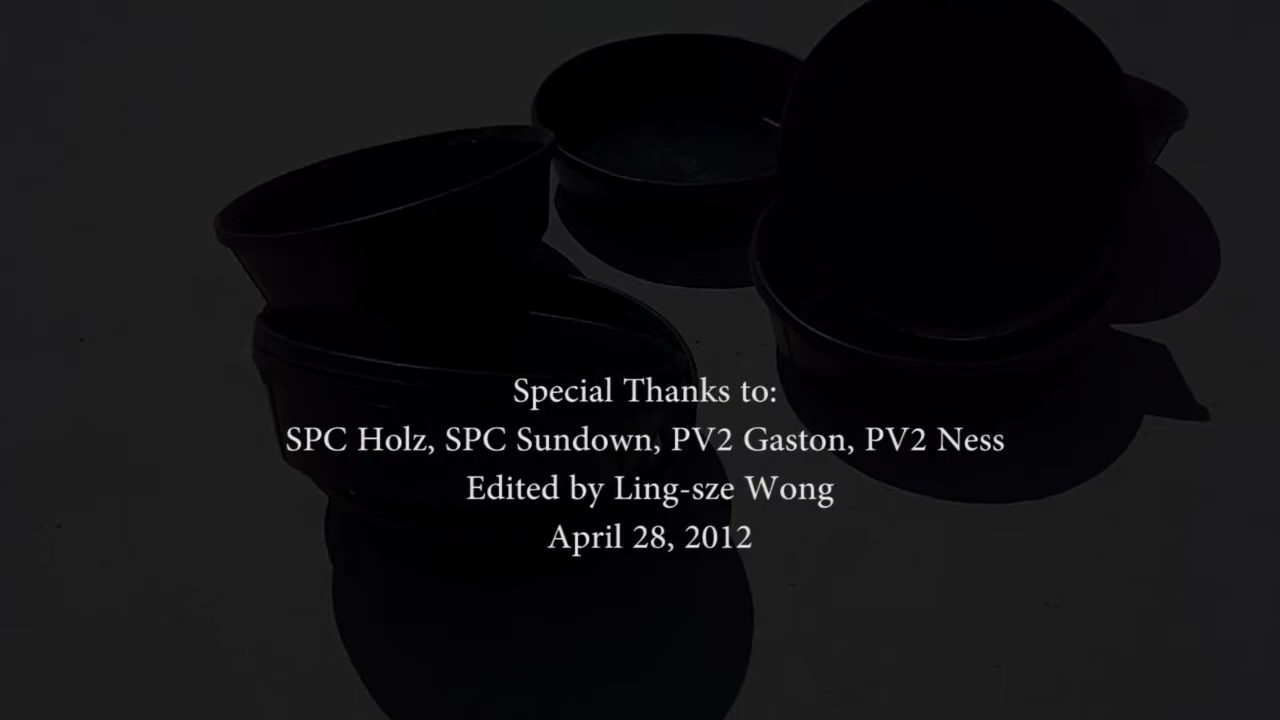 Special Thanks to:
SPC Holz, SPC Sundown, PV2 Gaston, PV2 Ness
Edited by Ling-sze Wong
April 28, 2012